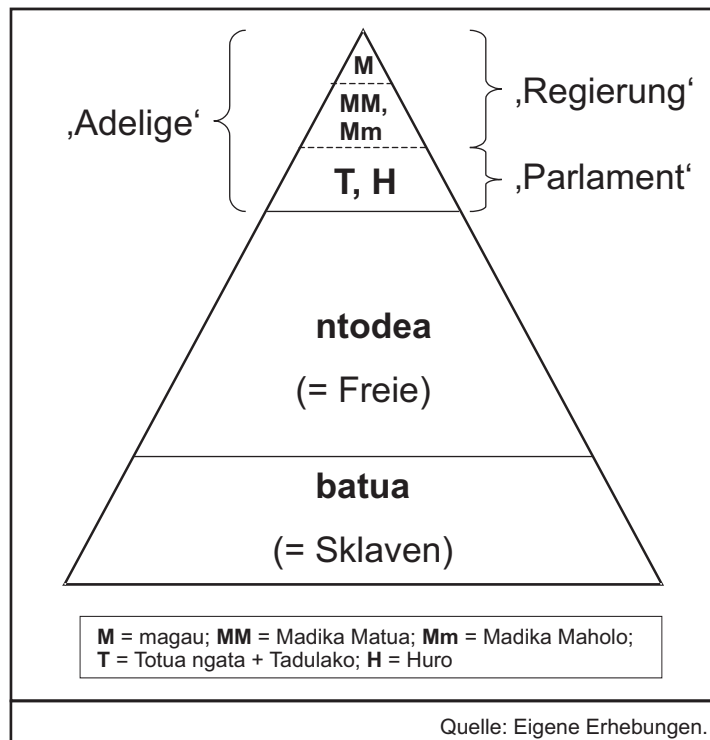 M
MM,
Mm
‚Adelige‘
‚Regierung‘
T, H
‚Parlament‘
ntodea
(= Freie)
batua
(= Sklaven)
M = magau; MM = Madika Matua; Mm = Madika Maholo;
T = Totua ngata + Tadulako; H = Huro
Quelle: Eigene Erhebungen.